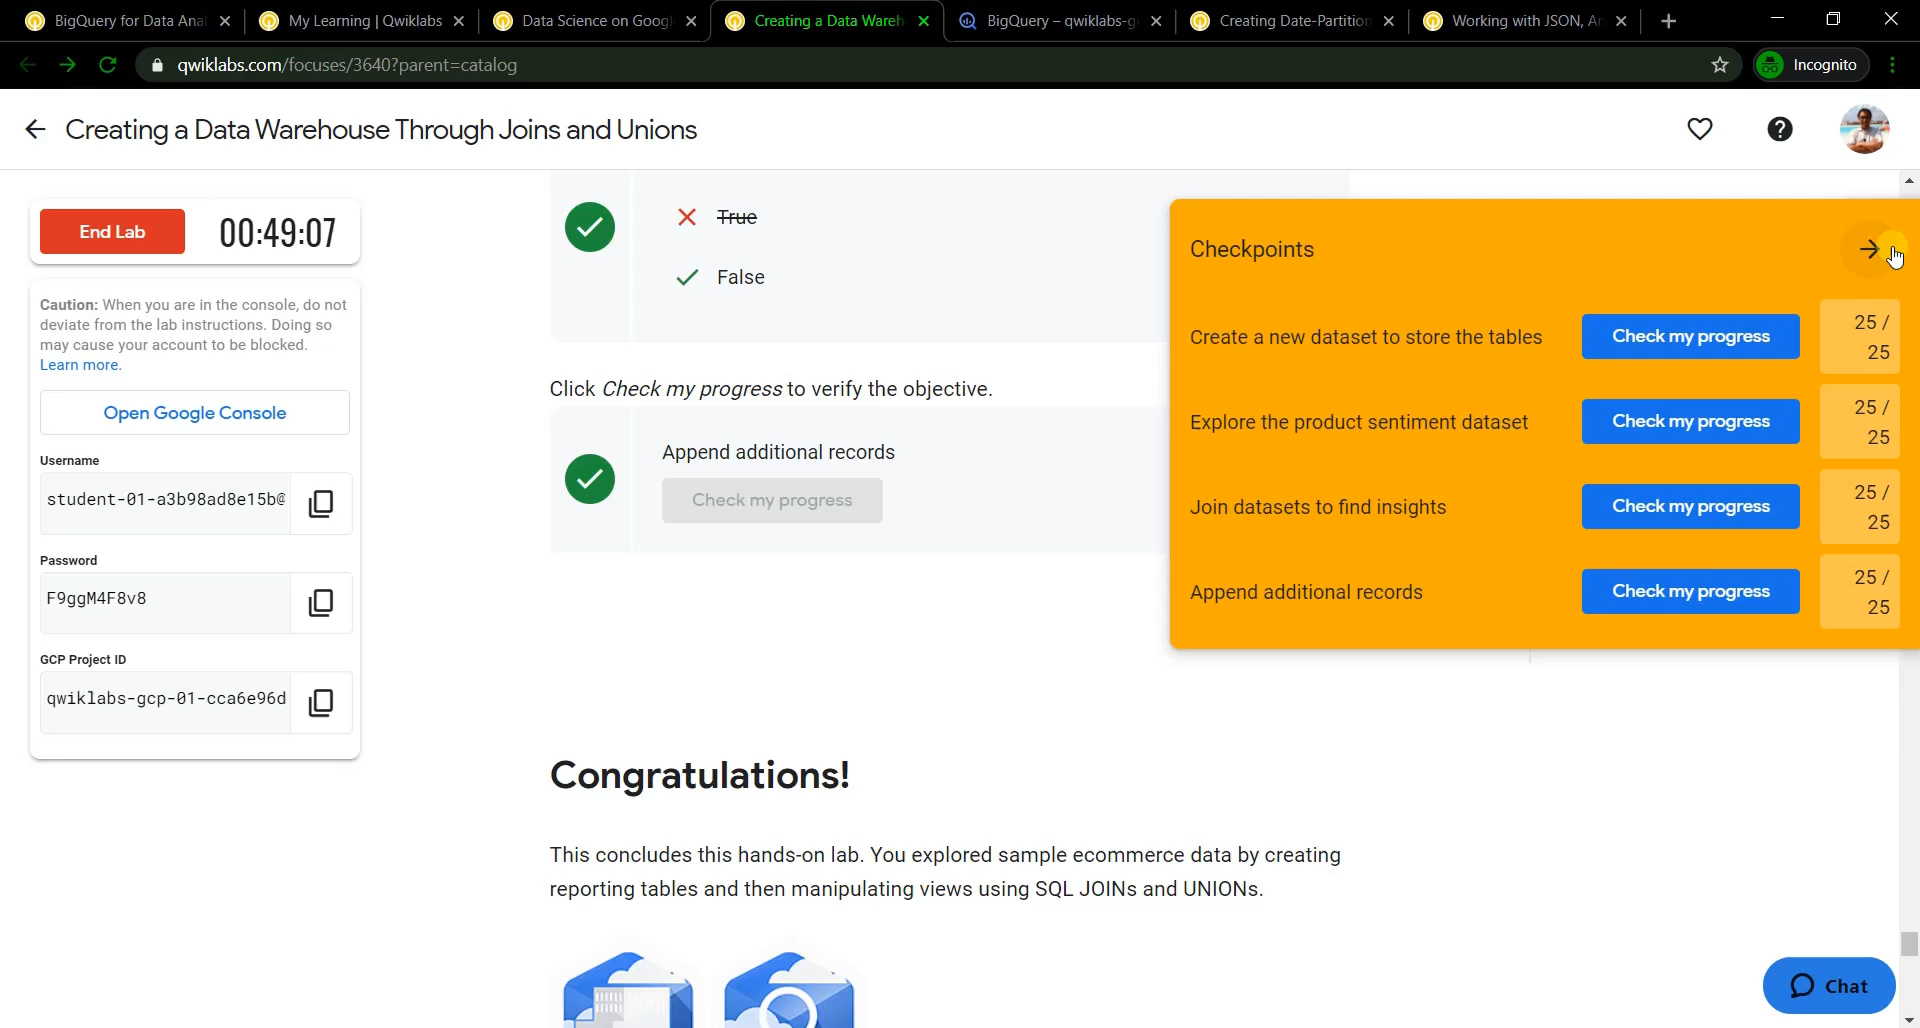 BigQuery for Data Anal
My Learning | Qwiklabs
Data Science on Googl
Creating a Data Wareh
BigQuery – qwiklabs-g
Creating Date-Partition
Working with JSON, Ar
qwiklabs.com/focuses/3640?parent=catalog
Incognito
Creating a Data Warehouse Through Joins and Unions
End Lab
00:49:07
Caution: When you are in the console, do not
deviate from the lab instructions. Doing so
may cause your account to be blocked.
Learn more.
Open Google Console
Username
student-01-a3b98ad8e15b@
Password
F9ggM4F8v8
GCP Project ID
qwiklabs-gcp-01-cca6e96d
True
False
Click Check my progress to verify the objective.
Append additional records
Check my progress
Checkpoints
Create a new dataset to store the tables
Check my progress
25 /
25
Explore the product sentiment dataset
Check my progress
25 /
25
Join datasets to find insights
Check my progress
25 /
25
Append additional records
Check my progress
25 /
25
Congratulations!
This concludes this hands-on lab. You explored sample ecommerce data by creating
reporting tables and then manipulating views using SQL JOINs and UNIONs.
Chat